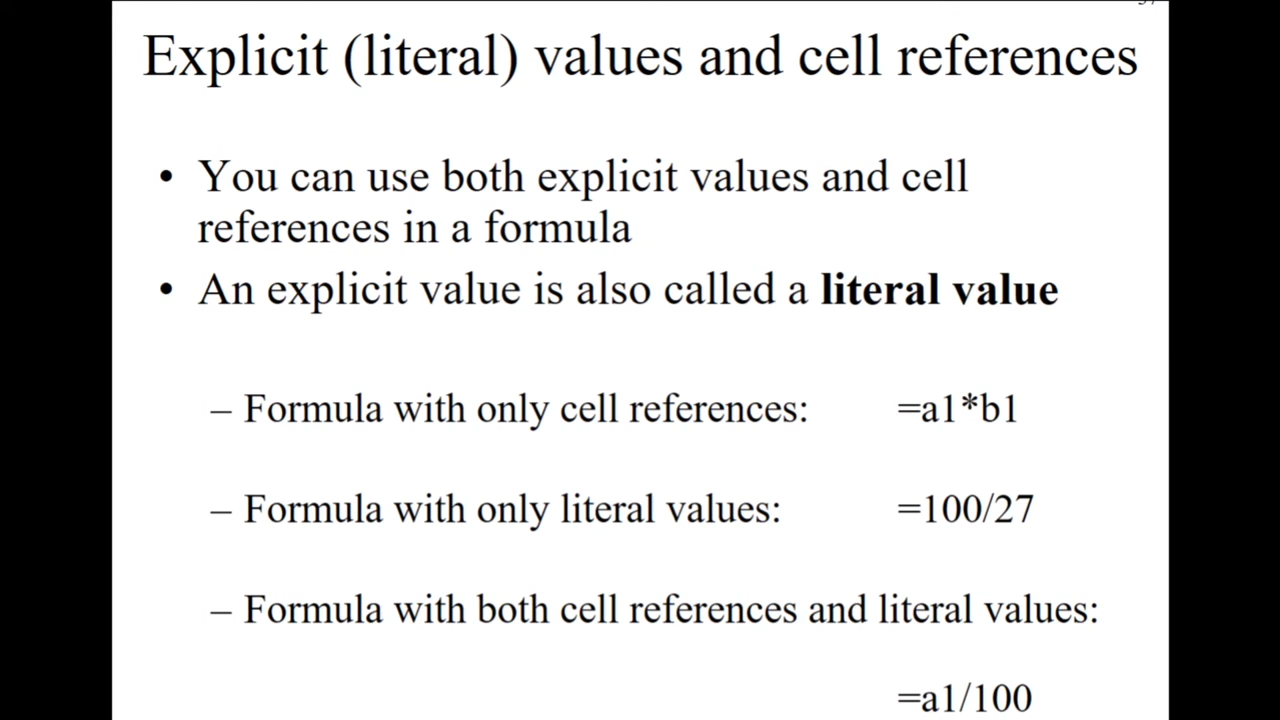 Explicit (literal) values and cell references
• You can use both explicit values and cell
references in a formula
• An explicit value is also called a literal value
– Formula with only cell references: =a1*b1
– Formula with only literal values: =100/27
– Formula with both cell references and literal values:
=a1/100